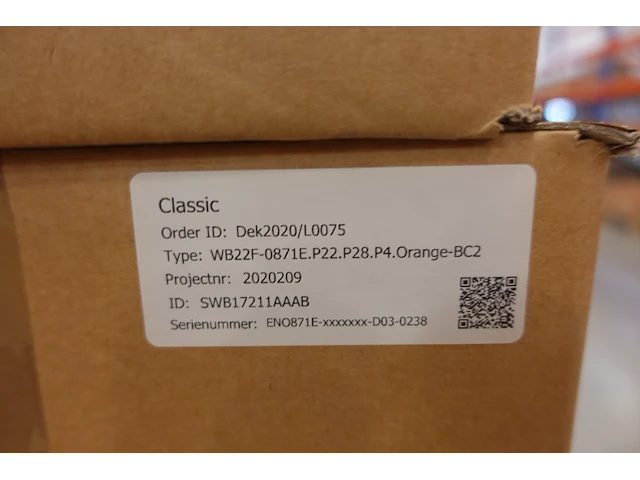 Classic
Order ID: Dek2020/L0075
Type: WB22F-0871E.P22.P28.P4.Orange-BC2
Projectnr: 2020209
ID: SWB17211AAAB
Serienummer: ENO871E-xxxxxxx-D03-0238